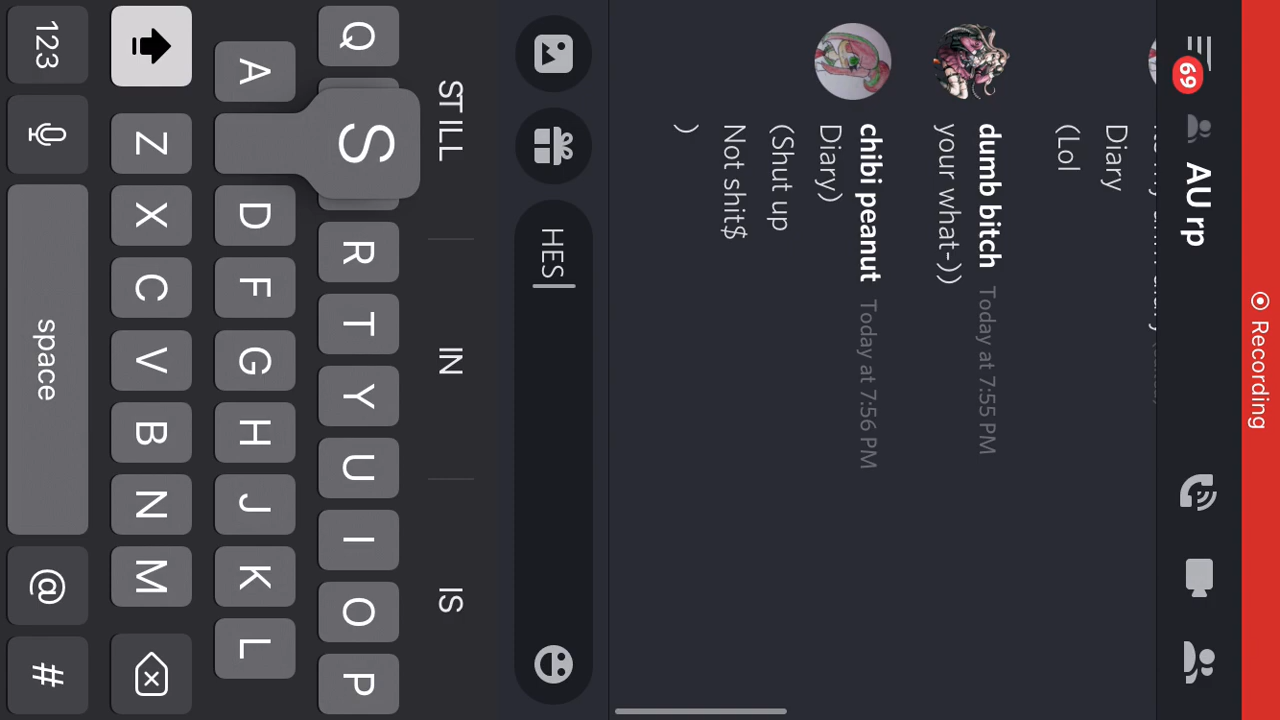 Recording
69
AU rp
Diary
(Lol
dumb bitch Today at 7:55 PM
your what-))
chibi peanut Today at 7:56 PM
Diary)
(Shut up
Not shit$
)
HES
STILL IN IS
Q R T Y U I O P
A S D F G H J K L
Z X C V B N M
123 space @ #